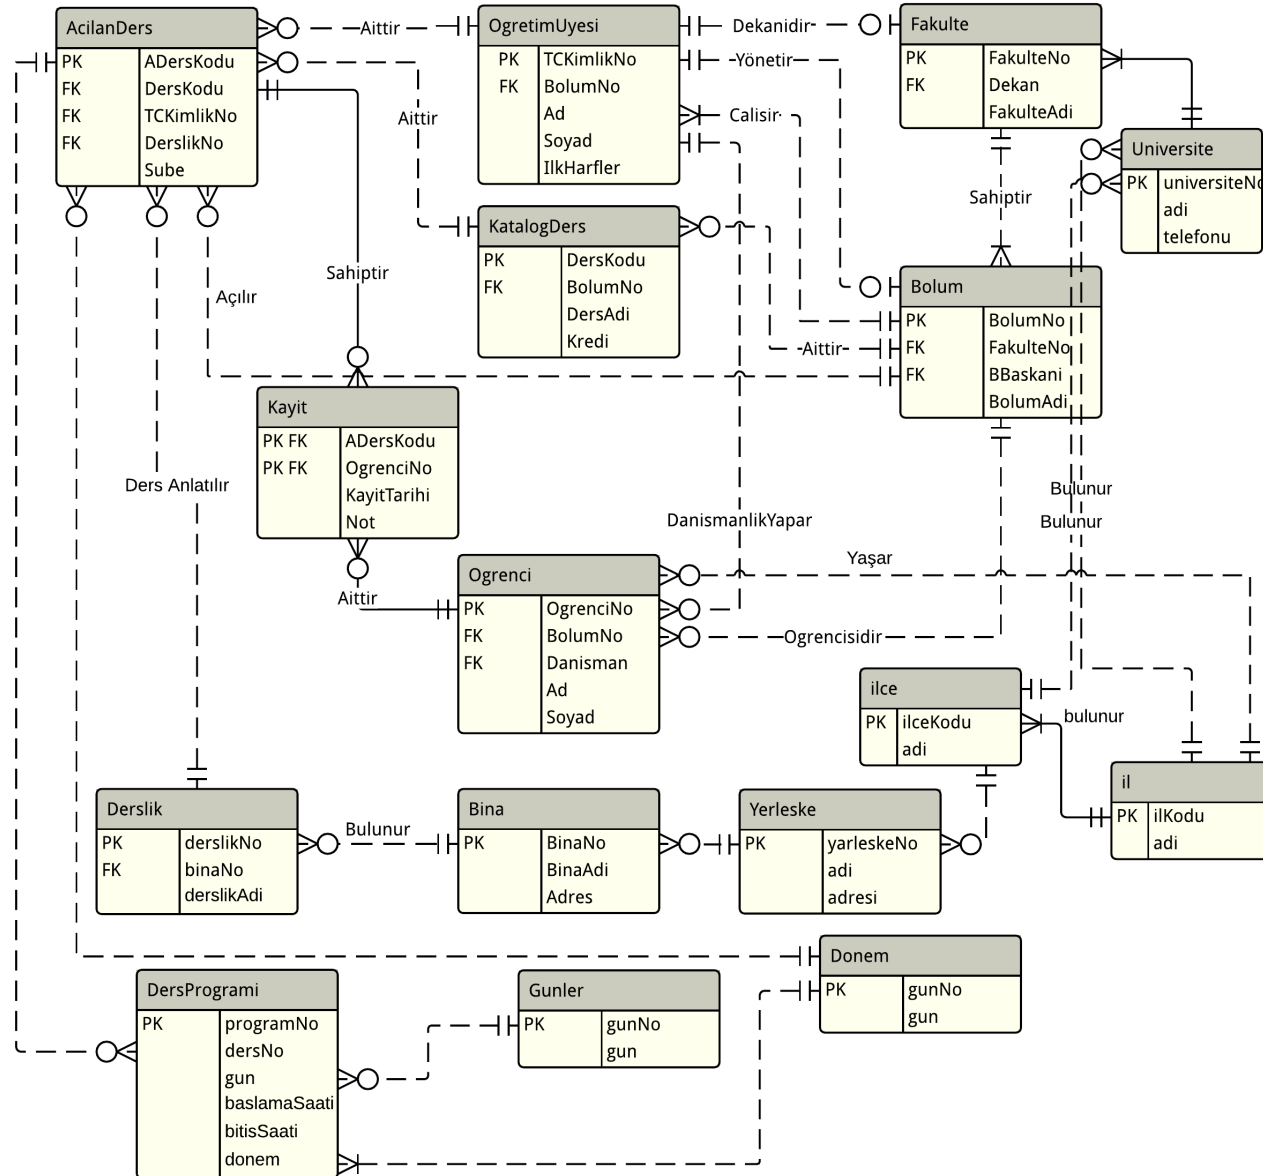 AcilanDers
PK ADersKodu
FK DersKodu
FK TCKimlikNo
FK DerslikNo
Sube
Aittir
OgretimUyesi
PK TCKimlikNo
FK BolumNo
Ad
Soyad
IlkHarfler
Dekanidir
Yönetir
Calisir
Fakulte
PK FakulteNo
FK Dekan
FakulteAdi
Aittir
Universite
PK universiteNo
adi
telefonu
Sahiptir
KatalogDers
PK DersKodu
FK BolumNo
DersAdi
Kredi
Sahiptir
Açılır
Bolum
PK BolumNo
FK FakulteNo
FK BBaskani
BolumAdi
Aittir
Kayit
PK FK ADersKodu
PK FK OgrenciNo
KayitTarihi
Not
Ders Anlatılır
Bulunur
Bulunur
DanismanlikYapar
Yaşar
Aittir
Ogrenci
PK OgrenciNo
FK BolumNo
FK Danisman
Ad
Soyad
Ogrencisidir
ilce
PK ilceKodu
adi
bulunur
il
PK ilKodu
adi
Derslik
PK derslikNo
FK binaNo
derslikAdi
Bulunur
Bina
PK BinaNo
BinaAdi
Adres
Yerleske
PK yarleskeNo
adi
adresi
Donem
PK gunNo
gun
DersProgrami
PK programNo
dersNo
gun
baslamaSaati
bitisSaati
donem
Gunler
PK gunNo
gun